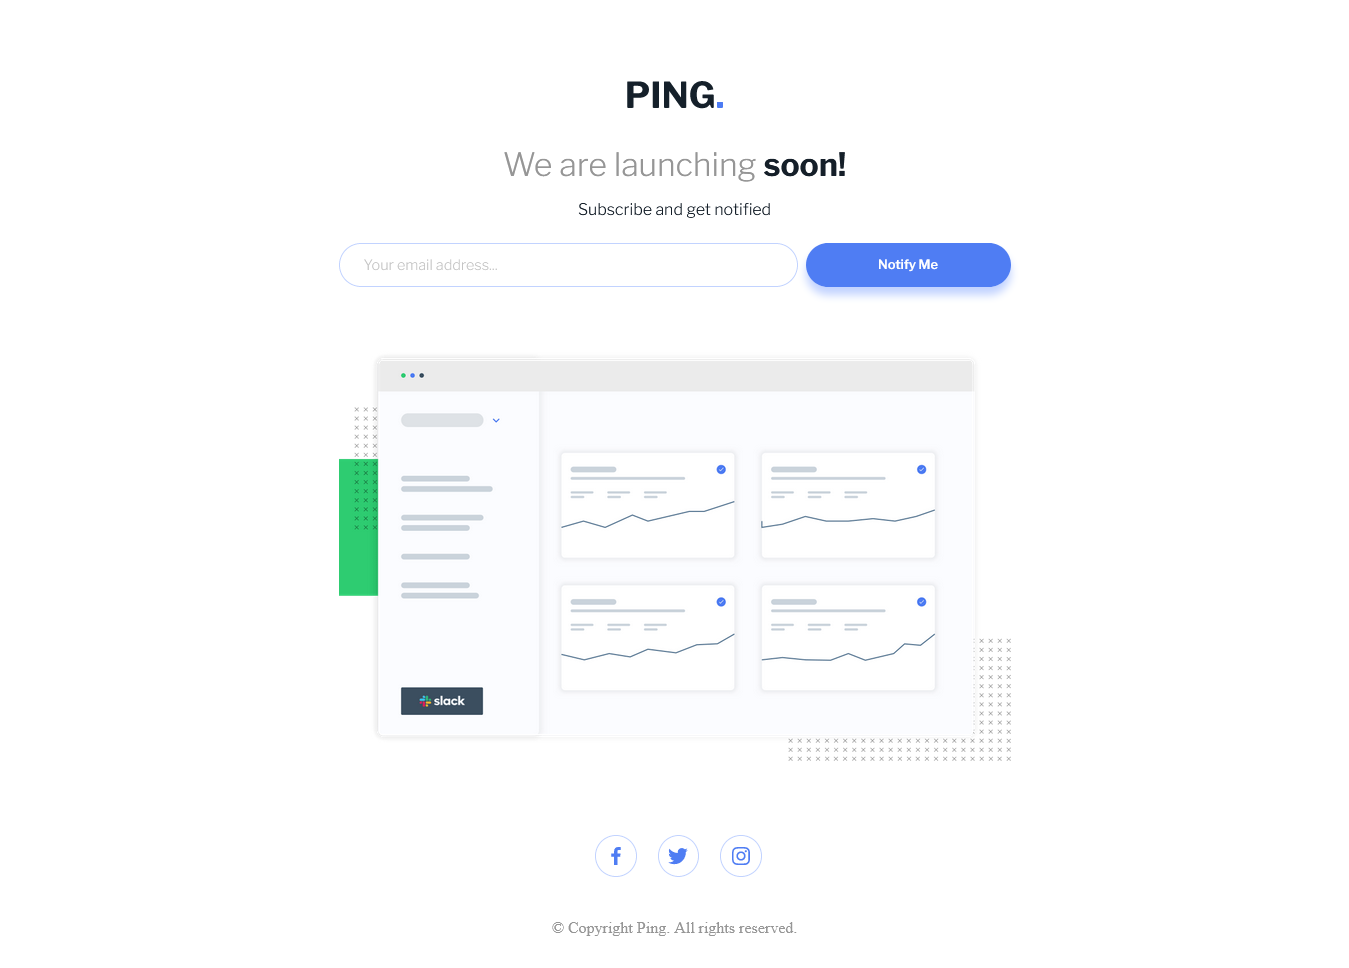 PING.
We are launching soon!
Subscribe and get notified
Your email address...
Notify Me
slack
© Copyright Ping. All rights reserved.